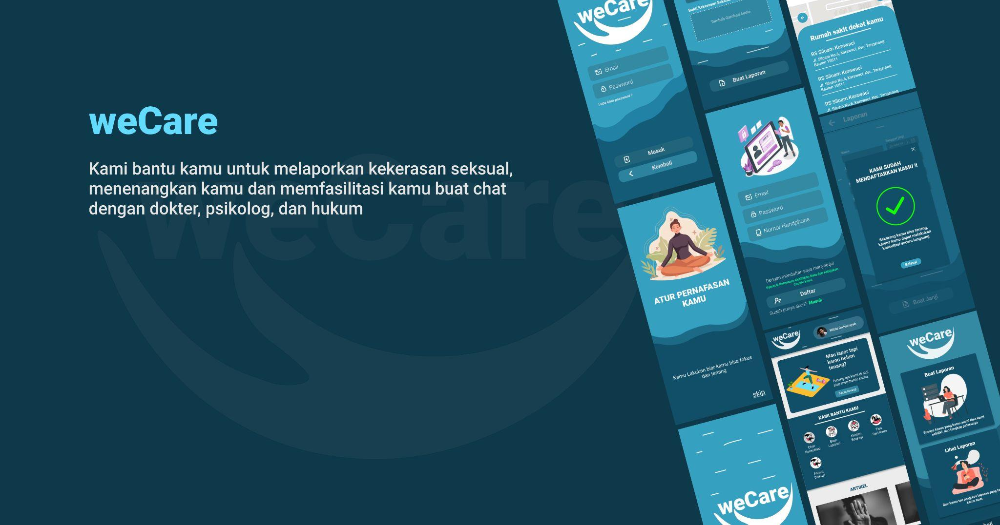 weCare
Kami bantu kamu untuk melaporkan kekerasan seksual,
menenangkan kamu dan memfasilitasi kamu buat chat
dengan dokter, psikolog, dan hukum
weCare
weCare
Email
Password
Lupa kata password ?
Masuk
Kembali
ATUR PERNAFASAN
KAMU
Kamu Lakukan biar kamu bisa fokus
dan tenang
skip
weCare
Bukti Kekerasan
Tambah Gambar/Audio
Buat Laporan
Email
Password
Nomor Handphone
Dengan mendaftar, saya menyetujui
Syarat & Ketentuan Kebijakan Data dan Kebijakan
Cookie kami.
Daftar
Sudah punya akun? Masuk
weCare
Rifcki Dwiyansyah
Mau lapor tapi
kamu belum
tenang?
Tenang aja kami di sini
siap membantu kamu..
Belum tenang!
KAMI BANTU KAMU
Chat
Konsultasi
Buat
Laporan
Konten
Edukasi
Tips
Dari Kami
Forum
Diskusi
ARTIKEL
Rumah sakit dekat kamu
RS Siloam Karawaci
Jl. Siloam No.6, Karawaci, Kec. Tangerang,
Banten 15811
RS Siloam Karawaci
Jl. Siloam No.6, Karawaci, Kec. Tangerang,
Banten 15811
RS Siloam Karawaci
Jl. Siloam No.6, Karawaci, Kec. Tangerang,
Laporan
Nama
Tanggal janji
KAMI SUDAH
MENDAFTARKAN KAMU !!
Sekarang kamu bisa tenang,
karena kamu dapat melakukan
konsultasi secara langsung
Selesai
Buat Janji
weCare
Buat Laporan
Supaya kasus yang kamu alami bisa kami
selidiki, dan tangkap pelakunya
Lihat Laporan
Biar kamu tau progress laporan yang
kamu buat